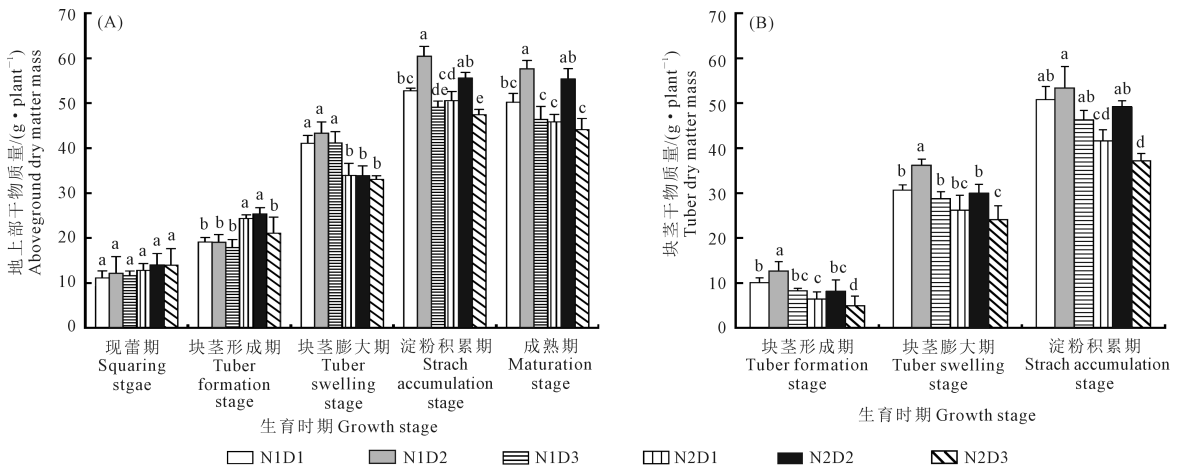 (A)
地上部干物质量/(g·plant⁻¹)
Aboveground dry matter mass
70
60
50
40
30
20
10
0
a a a a a a
b b b a a b
a a a b b b
bc a de cd ab e
bc a c c ab c
现蕾期
Squaring
stgae
块茎形成期
Tuber
formation
stage
块茎膨大期
Tuber
swelling
stage
淀粉积累期
Strach
accumulation
stage
成熟期
Maturation
stage
生育时期 Growth stage
(B)
块茎干物质量/(g·plant⁻¹)
Tuber dry matter mass
70
60
50
40
30
20
10
0
b a bc c bc d
b a b bc b c
ab a ab cd ab d
块茎形成期
Tuber formation
stage
块茎膨大期
Tuber swelling
stage
淀粉积累期
Strach accumulation
stage
生育时期 Growth stage
N1D1 N1D2 N1D3 N2D1 N2D2 N2D3